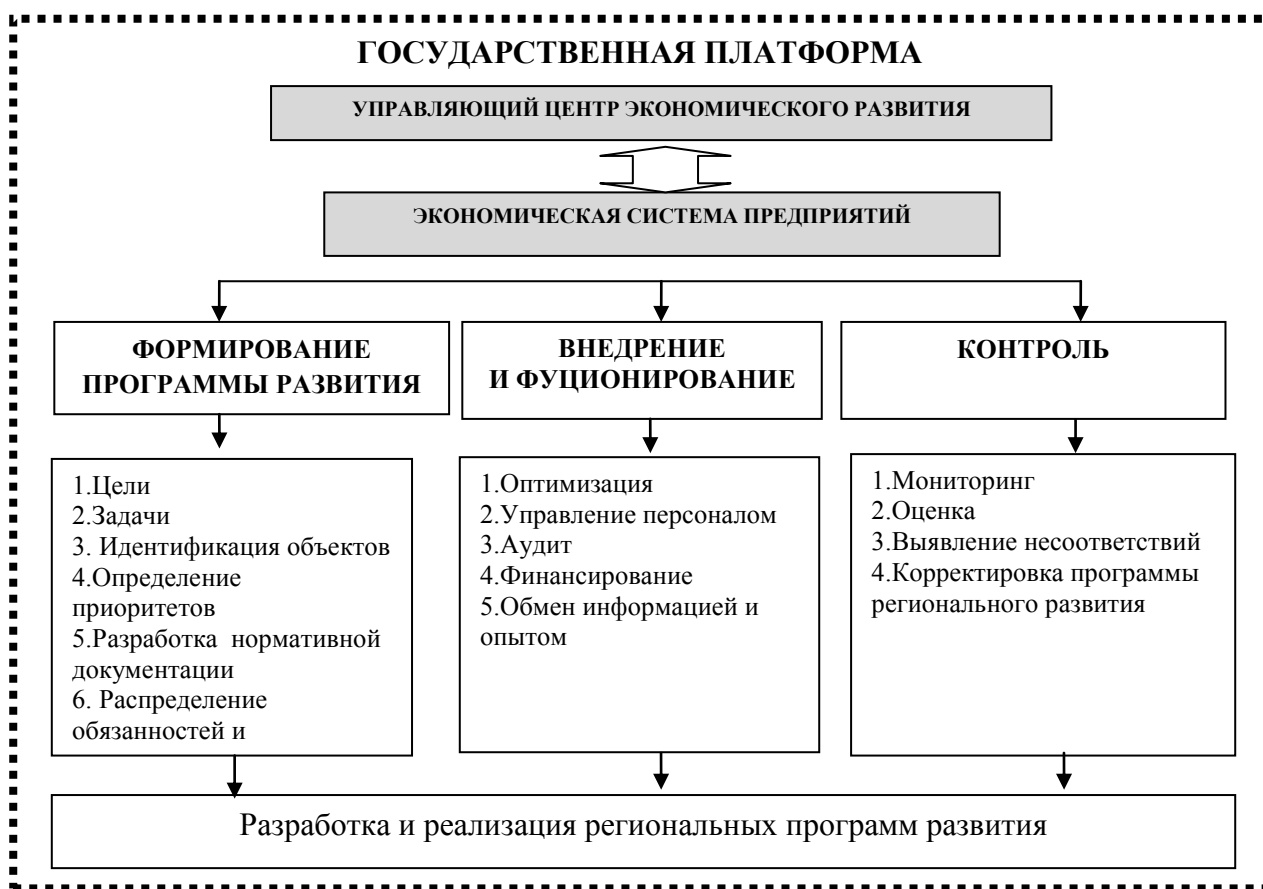 ГОСУДАРСТВЕННАЯ ПЛАТФОРМА
УПРАВЛЯЮЩИЙ ЦЕНТР ЭКОНОМИЧЕСКОГО РАЗВИТИЯ
ЭКОНОМИЧЕСКАЯ СИСТЕМА ПРЕДПРИЯТИЙ
ФОРМИРОВАНИЕ
ПРОГРАММЫ РАЗВИТИЯ
ВНЕДРЕНИЕ
И ФУЦИОНИРОВАНИЕ
КОНТРОЛЬ
1.Цели
2.Задачи
3. Идентификация объектов
4.Определение
приоритетов
5.Разработка нормативной
документации
6. Распределение
обязанностей и
1.Оптимизация
2.Управление персоналом
3.Аудит
4.Финансирование
5.Обмен информацией и
опытом
1.Мониторинг
2.Оценка
3.Выявление несоответствий
4.Корректировка программы
регионального развития
Разработка и реализация региональных программ развития